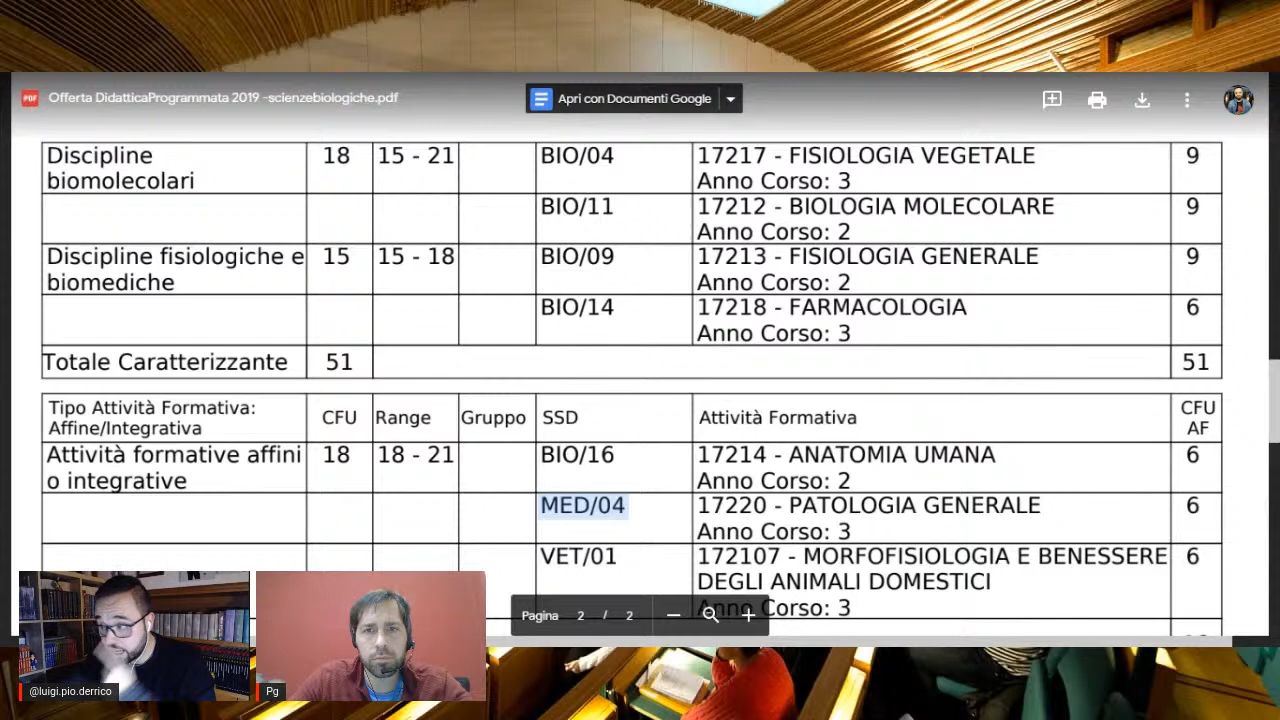 PDF
Offerta DidatticaProgrammata 2019 -scienzebiologiche.pdf
Apri con Documenti Google
Discipline biomolecolari 18 15 - 21 BIO/04 17217 - FISIOLOGIA VEGETALE Anno Corso: 3 9
BIO/11 17212 - BIOLOGIA MOLECOLARE Anno Corso: 2 9
Discipline fisiologiche e biomediche 15 15 - 18 BIO/09 17213 - FISIOLOGIA GENERALE Anno Corso: 2 9
BIO/14 17218 - FARMACOLOGIA Anno Corso: 3 6
Totale Caratterizzante 51 51
Tipo Attività Formativa: Affine/Integrativa CFU Range Gruppo SSD Attività Formativa CFU AF
Attività formative affini o integrative 18 18 - 21 BIO/16 17214 - ANATOMIA UMANA Anno Corso: 2 6
MED/04 17220 - PATOLOGIA GENERALE Anno Corso: 3 6
VET/01 172107 - MORFOFISIOLOGIA E BENESSERE DEGLI ANIMALI DOMESTICI Anno Corso: 3 6
Pagina 2 / 2
@luigi.pio.derrico
Pg